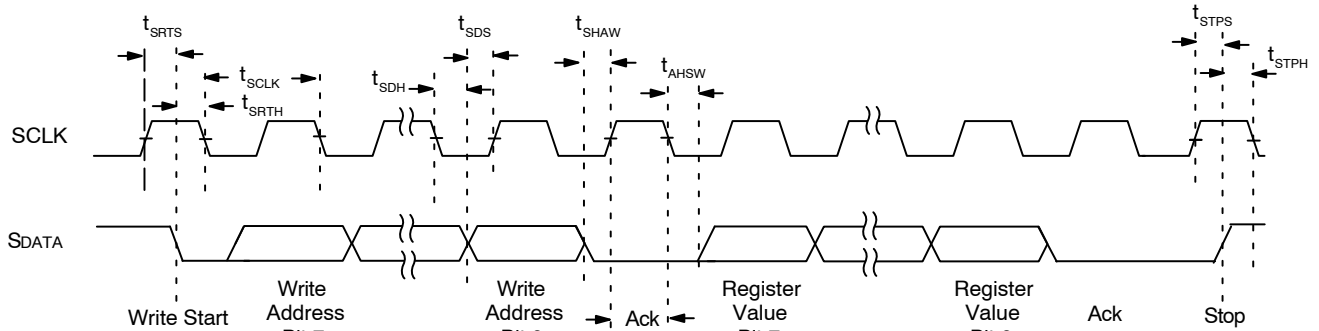 tSRTS
tSDS
tSHAW
tSTPS
tSCLK
tSDH
tAHSW
tSTPH
tSRTH
SCLK
SDATA
Write Start
Write
Address
Write
Address
Ack
Register
Value
Register
Value
Ack
Stop